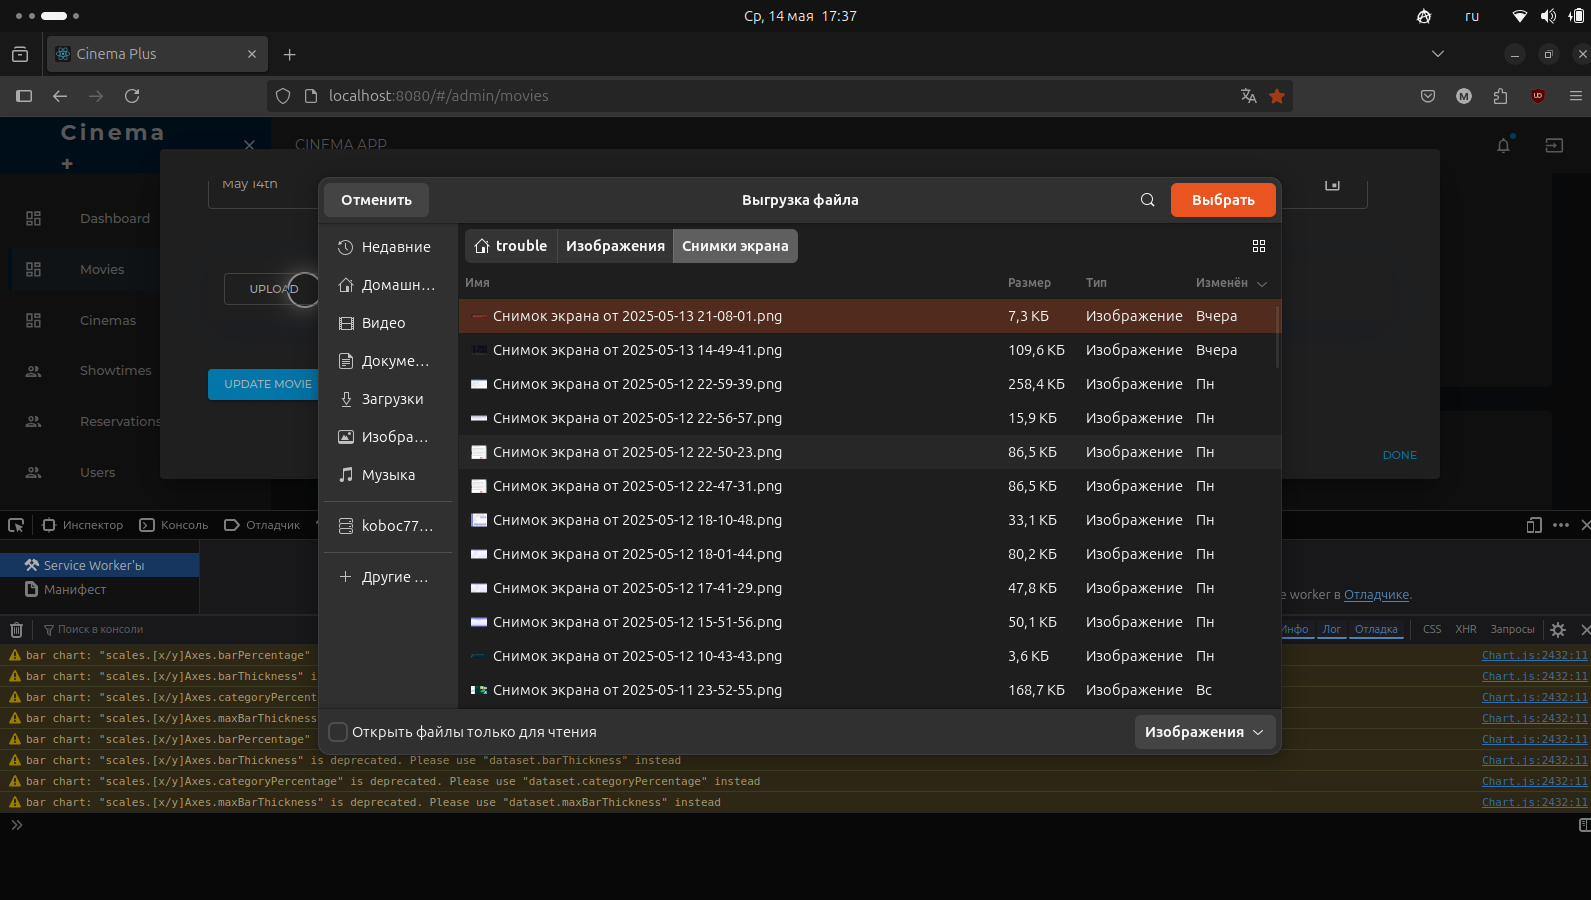 Ср, 14 мая 17:37
ru
Cinema Plus
localhost:8080/#/admin/movies
Cinema
+
CINEMA APP
May 14th
Dashboard
Movies
Cinemas
Showtimes
Reservations
Users
UPLOAD
UPDATE MOVIE
DONE
Отменить
Выгрузка файла
Выбрать
Недавние
Домашн…
Видео
Докуме…
Загрузки
Изобра…
Музыка
koboc77…
Другие …
trouble
Изображения
Снимки экрана
Имя Размер Тип Изменён
Снимок экрана от 2025-05-13 21-08-01.png 7,3 КБ Изображение Вчера
Снимок экрана от 2025-05-13 14-49-41.png 109,6 КБ Изображение Вчера
Снимок экрана от 2025-05-12 22-59-39.png 258,4 КБ Изображение Пн
Снимок экрана от 2025-05-12 22-56-57.png 15,9 КБ Изображение Пн
Снимок экрана от 2025-05-12 22-50-23.png 86,5 КБ Изображение Пн
Снимок экрана от 2025-05-12 22-47-31.png 86,5 КБ Изображение Пн
Снимок экрана от 2025-05-12 18-10-48.png 33,1 КБ Изображение Пн
Снимок экрана от 2025-05-12 18-01-44.png 80,2 КБ Изображение Пн
Снимок экрана от 2025-05-12 17-41-29.png 47,8 КБ Изображение Пн
Снимок экрана от 2025-05-12 15-51-56.png 50,1 КБ Изображение Пн
Снимок экрана от 2025-05-12 10-43-43.png 3,6 КБ Изображение Пн
Снимок экрана от 2025-05-11 23-52-55.png 168,7 КБ Изображение Вс
Открыть файлы только для чтения
Изображения
Инспектор Консоль Отладчик
Service Worker'ы
Манифест
worker в Отладчике.
Поиск в консоли
Инфо Лог Отладка CSS XHR Запросы
bar chart: "scales.[x/y]Axes.barPercentage" Chart.js:2432:11
bar chart: "scales.[x/y]Axes.barThickness" i Chart.js:2432:11
bar chart: "scales.[x/y]Axes.categoryPercent Chart.js:2432:11
bar chart: "scales.[x/y]Axes.maxBarThickness Chart.js:2432:11
bar chart: "scales.[x/y]Axes.barPercentage" Chart.js:2432:11
bar chart: "scales.[x/y]Axes.barThickness" is deprecated. Please use "dataset.barThickness" instead Chart.js:2432:11
bar chart: "scales.[x/y]Axes.categoryPercentage" is deprecated. Please use "dataset.categoryPercentage" instead Chart.js:2432:11
bar chart: "scales.[x/y]Axes.maxBarThickness" is deprecated. Please use "dataset.maxBarThickness" instead Chart.js:2432:11